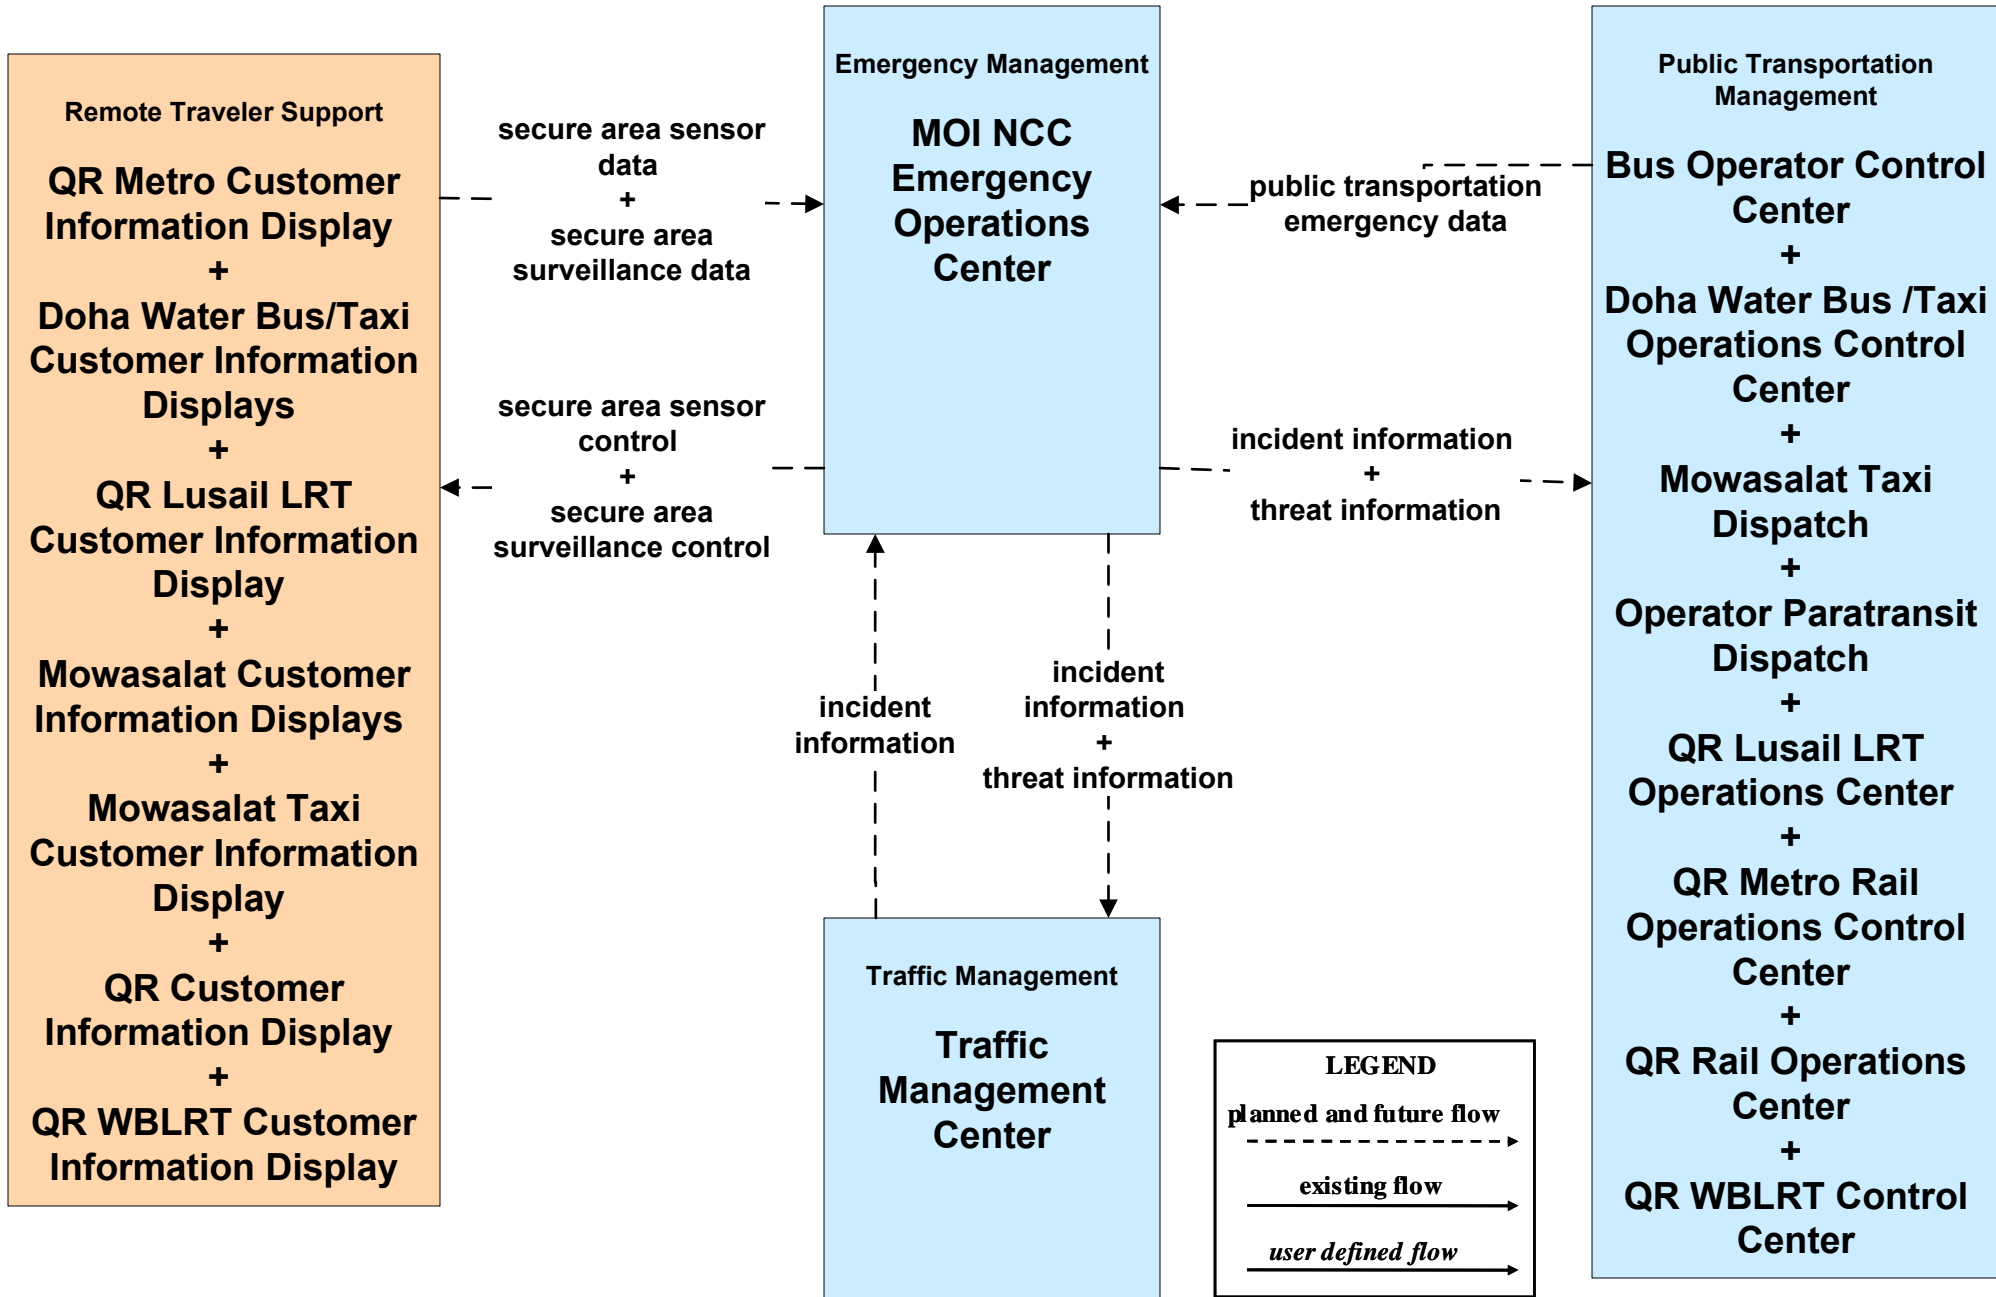 Remote Traveler Support
QR Metro Customer
Information Display
+
Doha Water Bus/Taxi
Customer Information
Displays
+
QR Lusail LRT
Customer Information
Display
+
Mowasalat Customer
Information Displays
+
Mowasalat Taxi
Customer Information
Display
+
QR Customer
Information Display
+
QR WBLRT Customer
Information Display
secure area sensor
data
+
secure area
surveillance data
secure area sensor
control
+
secure area
surveillance control
Emergency Management
MOI NCC
Emergency
Operations
Center
public transportation
emergency data
incident information
+
threat information
incident
information
incident
information
+
threat information
Traffic Management
Traffic
Management
Center
LEGEND
planned and future flow
existing flow
user defined flow
Public Transportation
Management
Bus Operator Control
Center
+
Doha Water Bus /Taxi
Operations Control
Center
+
Mowasalat Taxi
Dispatch
+
Operator Paratransit
Dispatch
+
QR Lusail LRT
Operations Center
+
QR Metro Rail
Operations Control
Center
+
QR Rail Operations
Center
+
QR WBLRT Control
Center